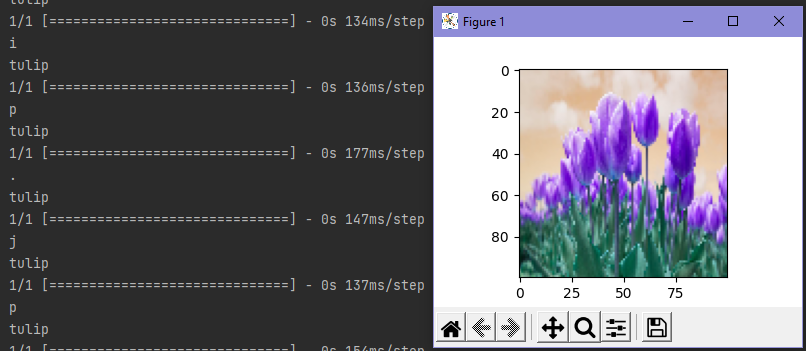 tulip
1/1 [==============================] - 0s 134ms/step
i
tulip
1/1 [==============================] - 0s 136ms/step
p
tulip
1/1 [==============================] - 0s 177ms/step
.
tulip
1/1 [==============================] - 0s 147ms/step
j
tulip
1/1 [==============================] - 0s 137ms/step
p
tulip
1/1 [==============================] - 0s 154ms/step
Figure 1
0
20
40
60
80
0 25 50 75